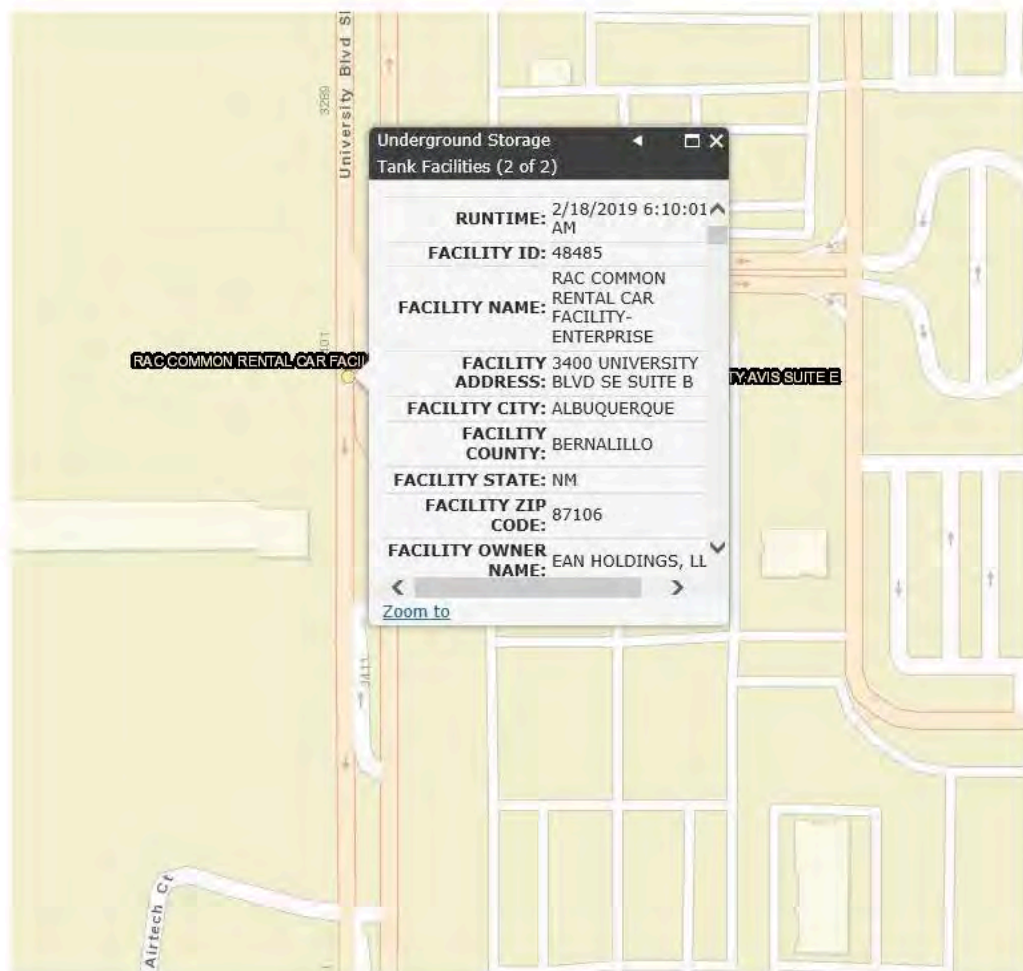 University Blvd S
3289
Underground Storage
Tank Facilities (2 of 2)
RUNTIME: 2/18/2019 6:10:01 AM
FACILITY ID: 48485
FACILITY NAME: RAC COMMON
RENTAL CAR
FACILITY-
ENTERPRISE
FACILITY ADDRESS: 3400 UNIVERSITY
BLVD SE SUITE B
FACILITY CITY: ALBUQUERQUE
FACILITY COUNTY: BERNALILLO
FACILITY STATE: NM
FACILITY ZIP CODE: 87106
FACILITY OWNER NAME: EAN HOLDINGS, LL
Zoom to
RAC COMMON RENTAL CAR FACIL
TY-AVIS SUITE E
3411
Airtech Ct